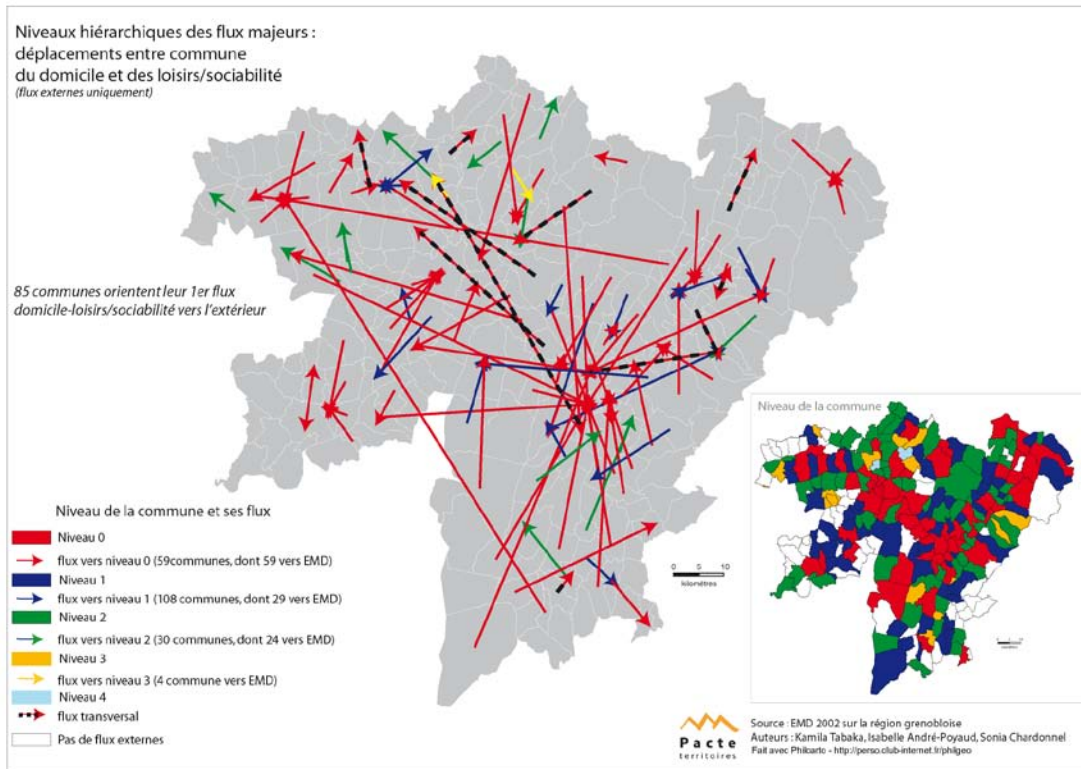 Niveaux hiérarchiques des flux majeurs :
déplacements entre commune
du domicile et des loisirs/sociabilité
(flux externes uniquement)
85 communes orientent leur 1er flux
domicile-loisirs/sociabilité vers l'extérieur
Niveau de la commune
Niveau de la commune et ses flux
Niveau 0
flux vers niveau 0 (59communes, dont 59 vers EMD)
Niveau 1
flux vers niveau 1 (108 communes, dont 29 vers EMD)
Niveau 2
flux vers niveau 2 (30 communes, dont 24 vers EMD)
Niveau 3
flux vers niveau 3 (4 commune vers EMD)
Niveau 4
flux transversal
Pas de flux externes
0 5 10
kilomètres
Pacte
territoires
Source : EMD 2002 sur la région grenobloise
Auteurs : Kamila Tabaka, Isabelle André-Poyaud, Sonia Chardonnel
Fait avec Philcarto - http://perso.club-internet.fr/philgeo